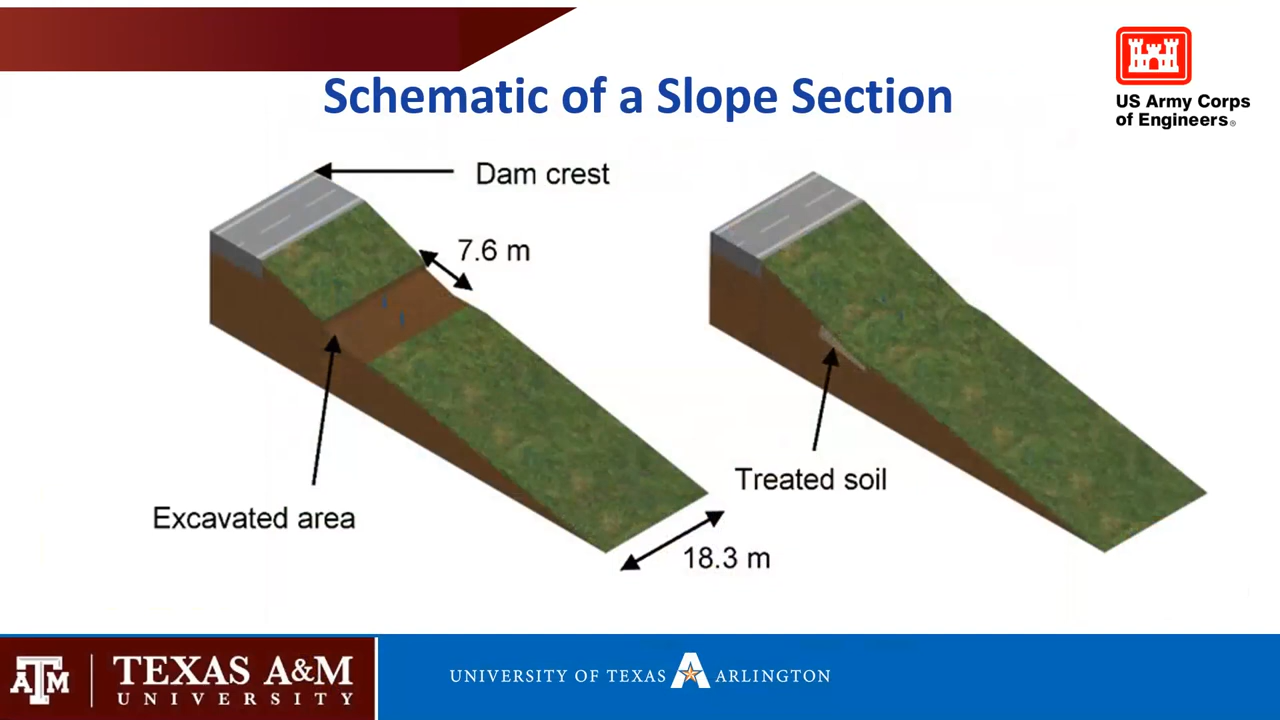 Schematic of a Slope Section
US Army Corps
of Engineers®
Dam crest
7.6 m
Treated soil
Excavated area
18.3 m
ATM
TEXAS A&M
UNIVERSITY
UNIVERSITY OF TEXAS A ARLINGTON